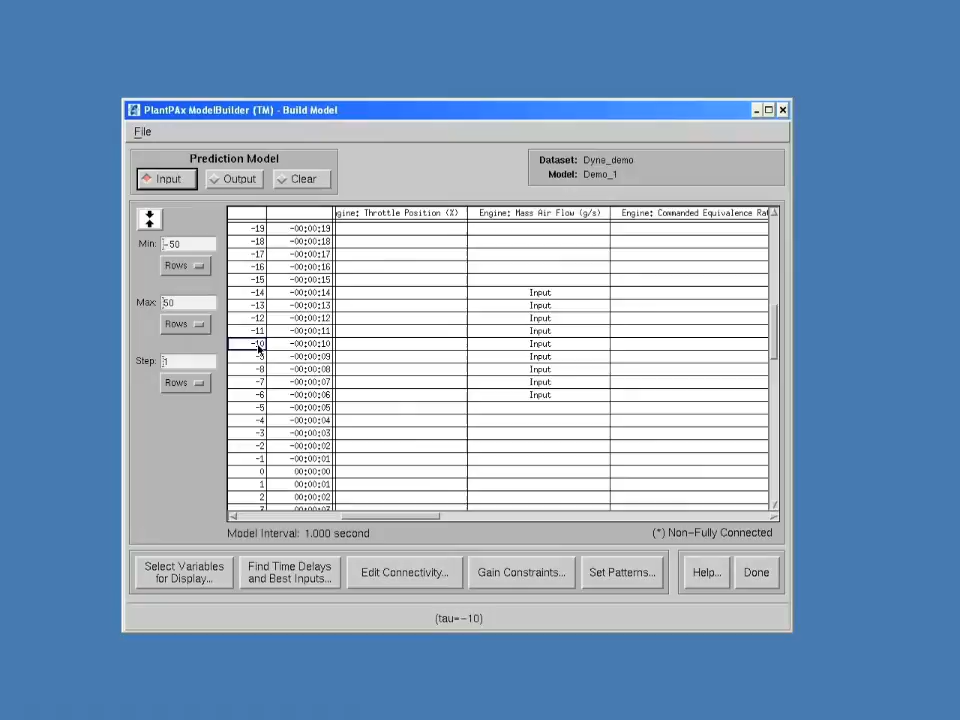 PlantPAx ModelBuilder (TM) - Build Model
File
Prediction Model
Input Output Clear
Dataset: Dyne_demo
Model: Demo_1
Min: -50
Rows
Max: 50
Rows
Step: 1
Rows
gine: Throttle Position (%) Engine: Mass Air Flow (g/s) Engine: Commanded Equivalence Rat
-19 -00:00:19
-18 -00:00:18
-17 -00:00:17
-16 -00:00:16
-15 -00:00:15
-14 -00:00:14 Input
-13 -00:00:13 Input
-12 -00:00:12 Input
-11 -00:00:11 Input
-10 -00:00:10 Input
-9 -00:00:09 Input
-8 -00:00:08 Input
-7 -00:00:07 Input
-6 -00:00:06 Input
-5 -00:00:05
-4 -00:00:04
-3 -00:00:03
-2 -00:00:02
-1 -00:00:01
0 00:00:00
1 00:00:01
2 00:00:02
3 00:00:03
Model Interval: 1.000 second (*) Non-Fully Connected
Select Variables for Display...
Find Time Delays and Best Inputs...
Edit Connectivity...
Gain Constraints...
Set Patterns...
Help...
Done
(tau=-10)